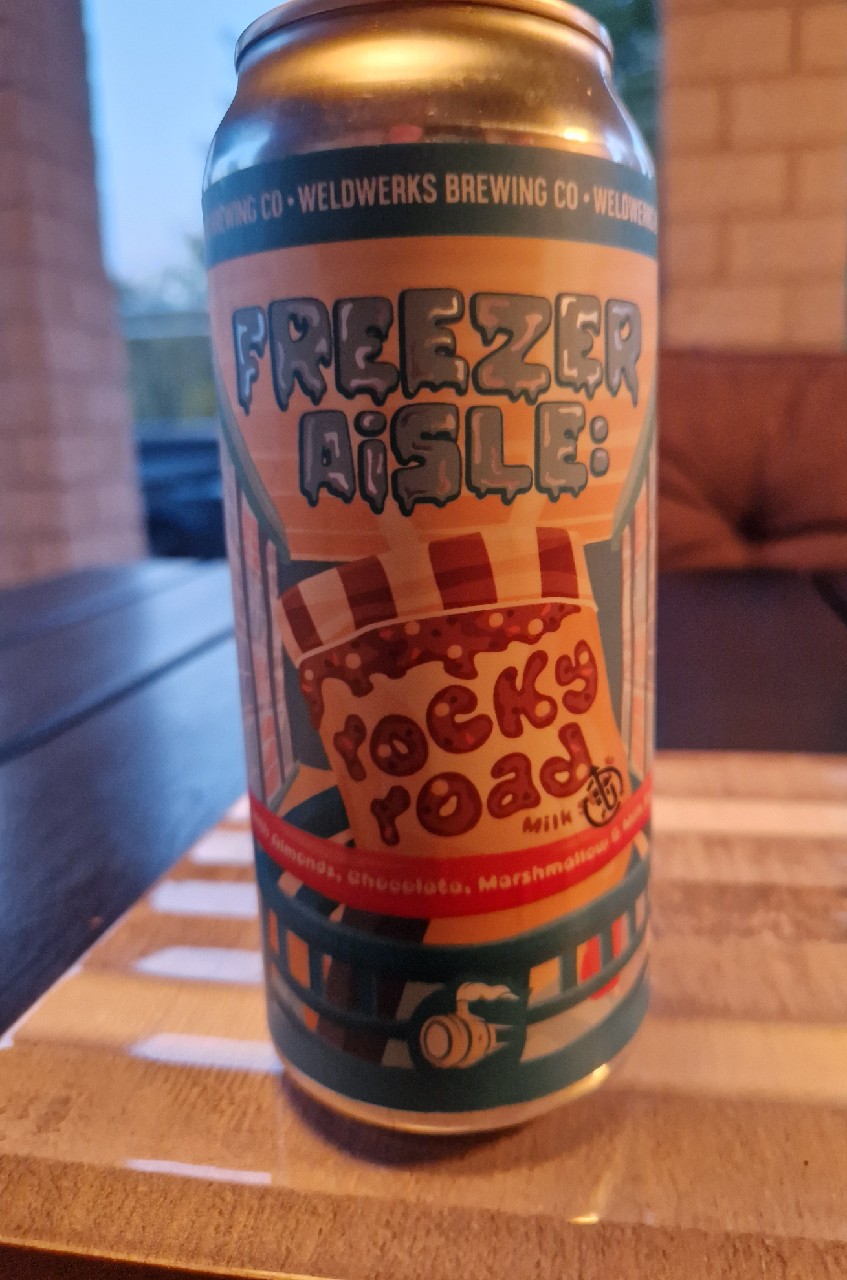 BREWING CO • WELDWERKS BREWING CO • WELDWERKS
FREEZER
AiSLE:
rocky
road
Milk
Almonds, Chocolate, Marshmallow &